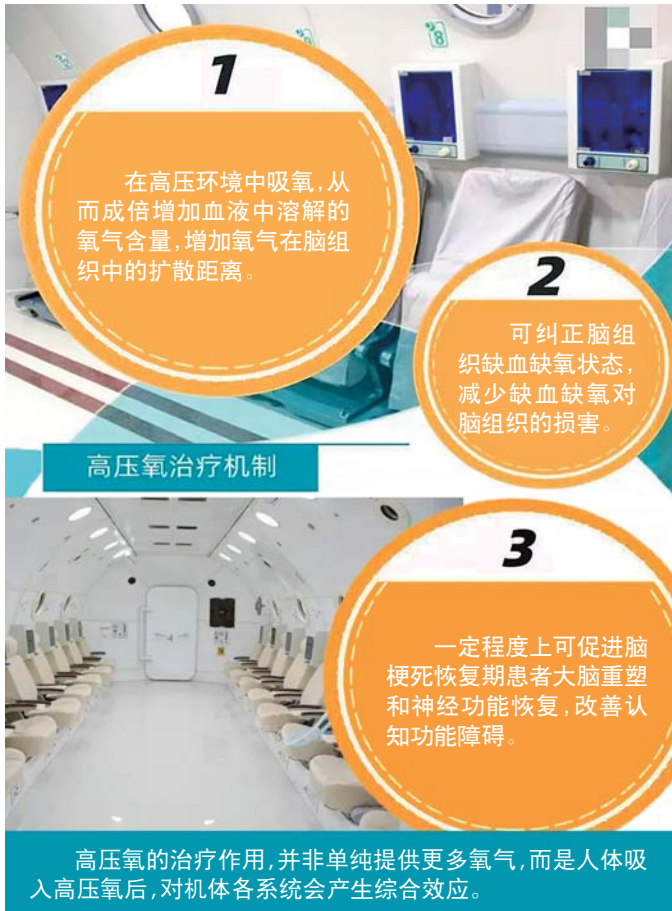 1
在高压环境中吸氧，从
而成倍增加血液中溶解的
氧气含量，增加氧气在脑组
织中的扩散距离。
2
可纠正脑组
织缺血缺氧状态，
减少缺血缺氧对
脑组织的损害。
高压氧治疗机制
3
一定程度上可促进脑
梗死恢复期患者大脑重塑
和神经功能恢复，改善认
知功能障碍。
高压氧的治疗作用，并非单纯提供更多氧气，而是人体吸
入高压氧后，对机体各系统会产生综合效应。